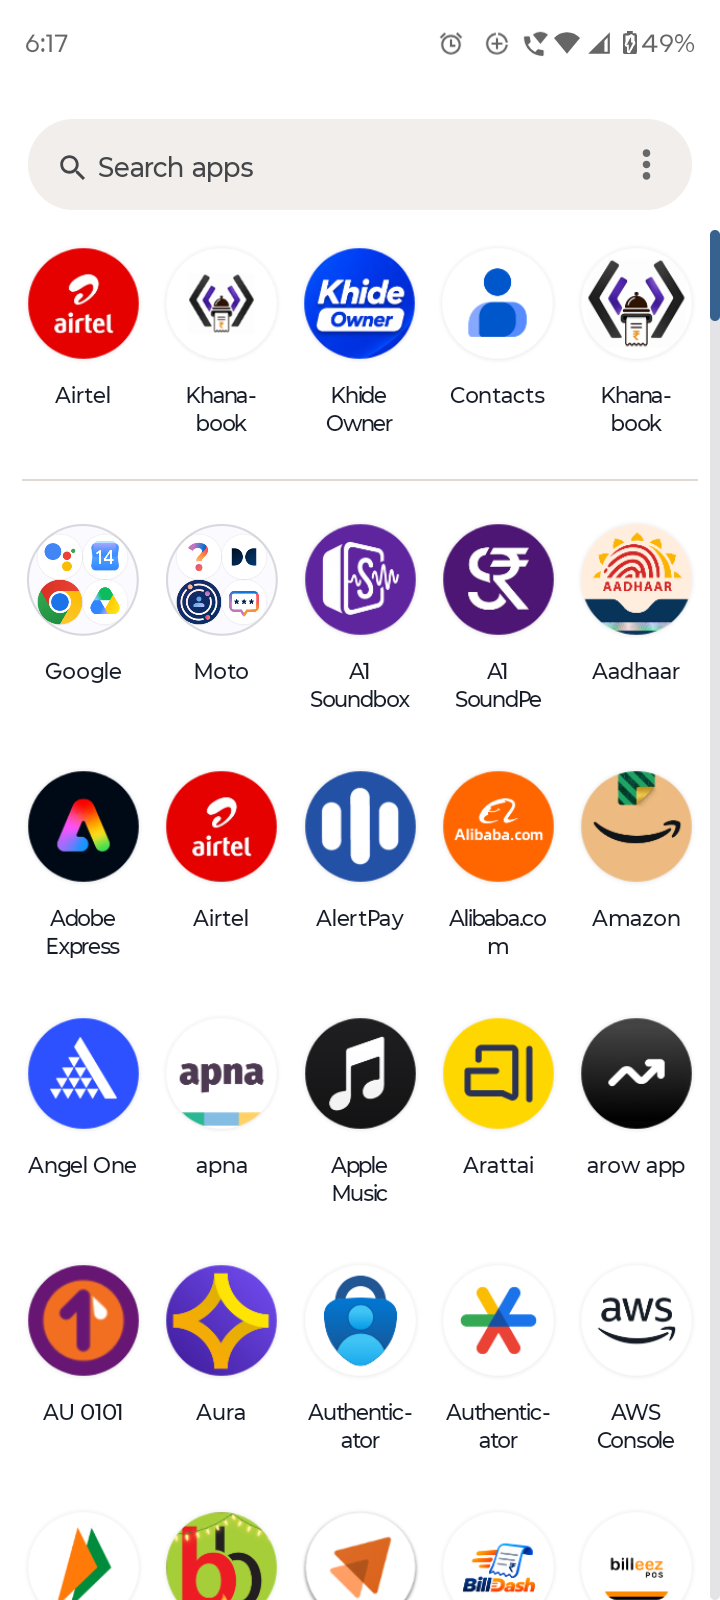 6:17
49%
Search apps
airtel
Khide
Owner
Airtel
Khana-
book
Khide
Owner
Contacts
Khana-
book
14
AADHAAR
Google
Moto
A1
Soundbox
A1
SoundPe
Aadhaar
airtel
Alibaba.com
Adobe
Express
Airtel
AlertPay
Alibaba.co
m
Amazon
apna
Angel One
apna
Apple
Music
Arattai
arow app
aws
AU 0101
Aura
Authentic-
ator
Authentic-
ator
AWS
Console
bb
BillDash
billeez
POS